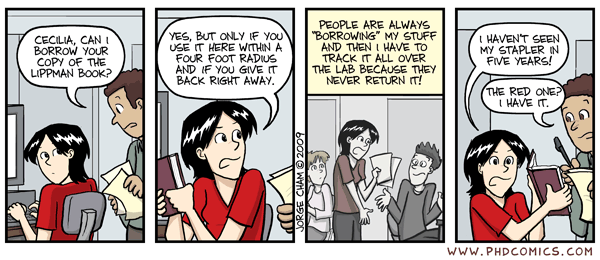 CECILIA, CAN I
BORROW YOUR
COPY OF THE
LIPPMAN BOOK?
YES, BUT ONLY IF YOU
USE IT HERE WITHIN A
FOUR FOOT RADIUS
AND IF YOU GIVE IT
BACK RIGHT AWAY.
JORGE CHAM © 2009
PEOPLE ARE ALWAYS
"BORROWING" MY STUFF
AND THEN I HAVE TO
TRACK IT ALL OVER
THE LAB BECAUSE THEY
NEVER RETURN IT!
I HAVEN'T SEEN
MY STAPLER IN
FIVE YEARS!
THE RED ONE?
I HAVE IT.
WWW.PHDCOMICS.COM